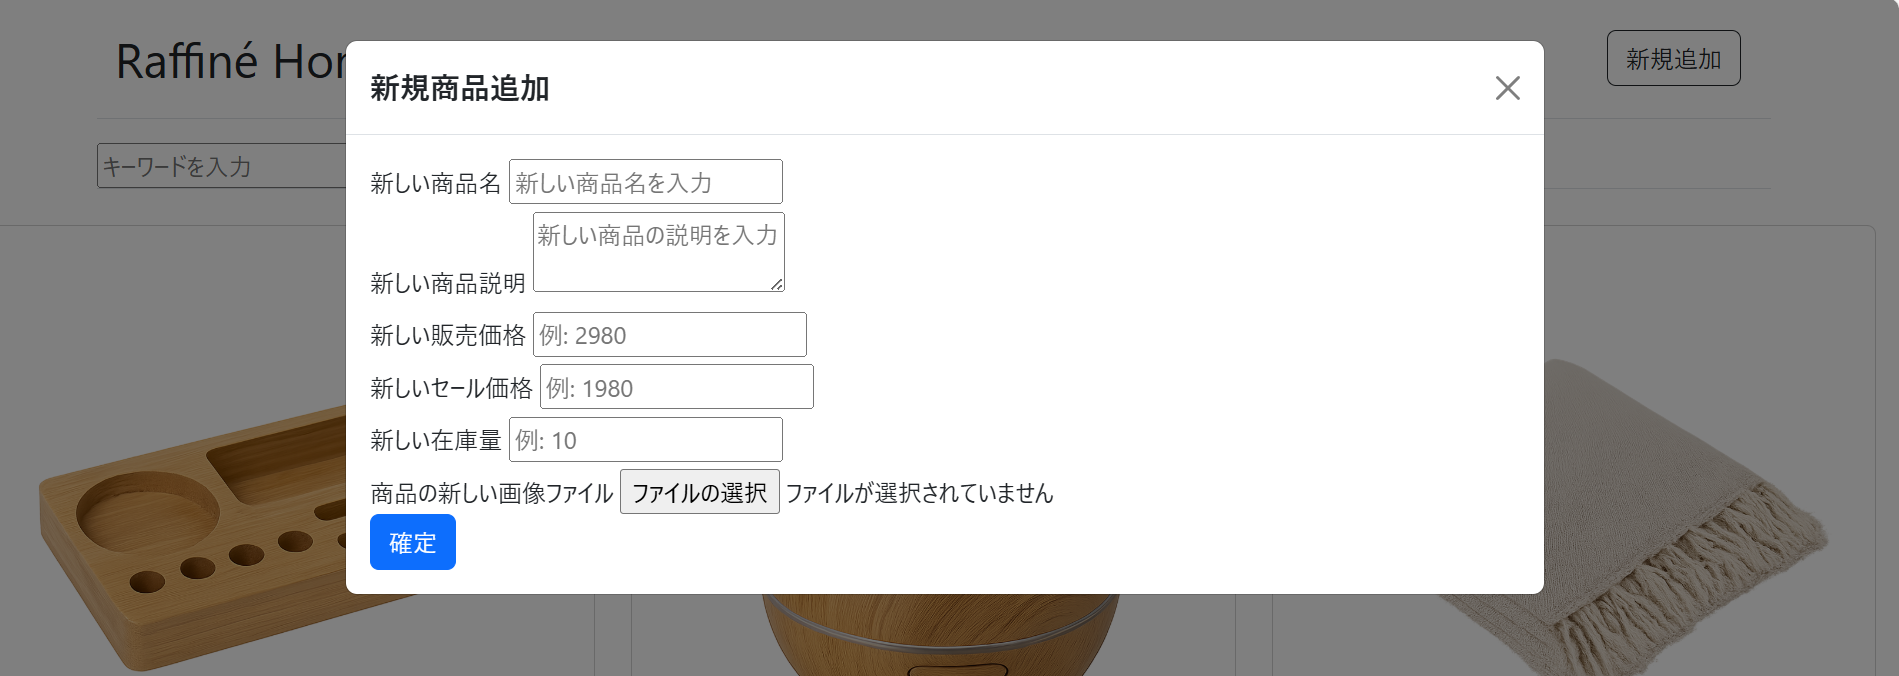 Raffiné Hor
新規追加
キーワードを入力
新規商品追加
新しい商品名 新しい商品名を入力
新しい商品説明 新しい商品の説明を入力
新しい販売価格 例: 2980
新しいセール価格 例: 1980
新しい在庫量 例: 10
商品の新しい画像ファイル ファイルの選択 ファイルが選択されていません
確定